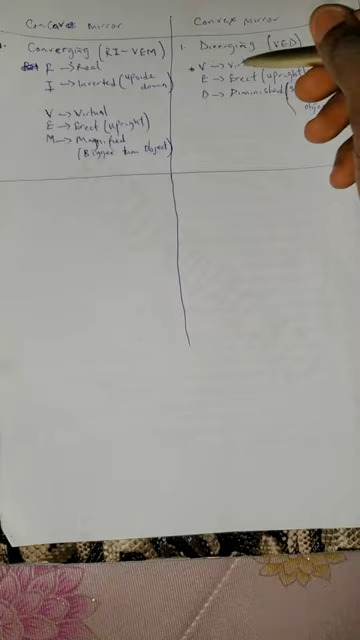 Concave Mirror
Convex Mirror
1. Converging (RI-VEM)
R → Real
I → Inverted (upside down)
V → Virtual
E → Erect (upright)
M → Magnified
(Bigger than Object)
1. Diverging (VED)
V →
E → Erect (upright)
D → Diminished